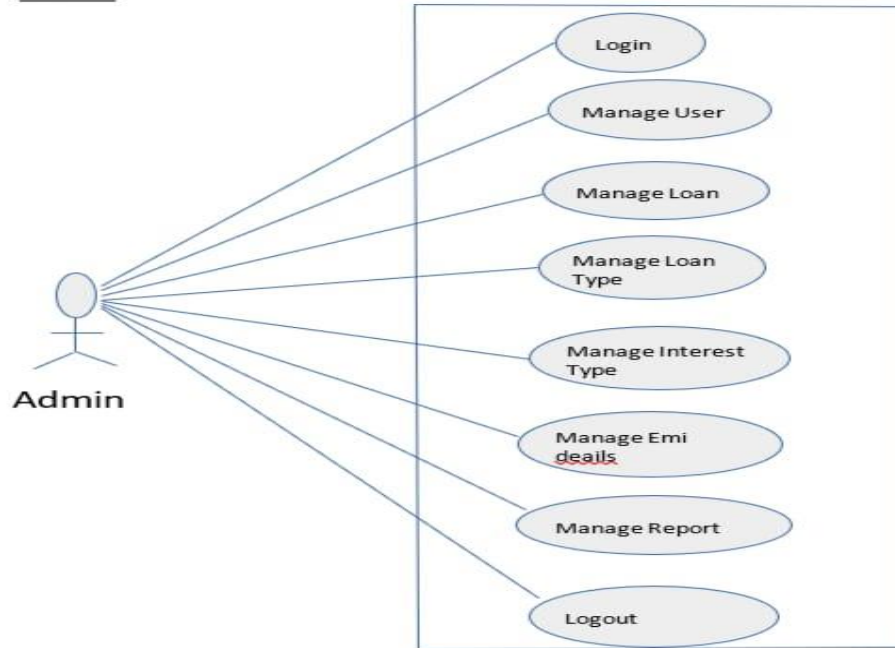 Login
Manage User
Manage Loan
Manage Loan
Type
Manage Interest
Type
Admin
Manage Emi
deails
Manage Report
Logout